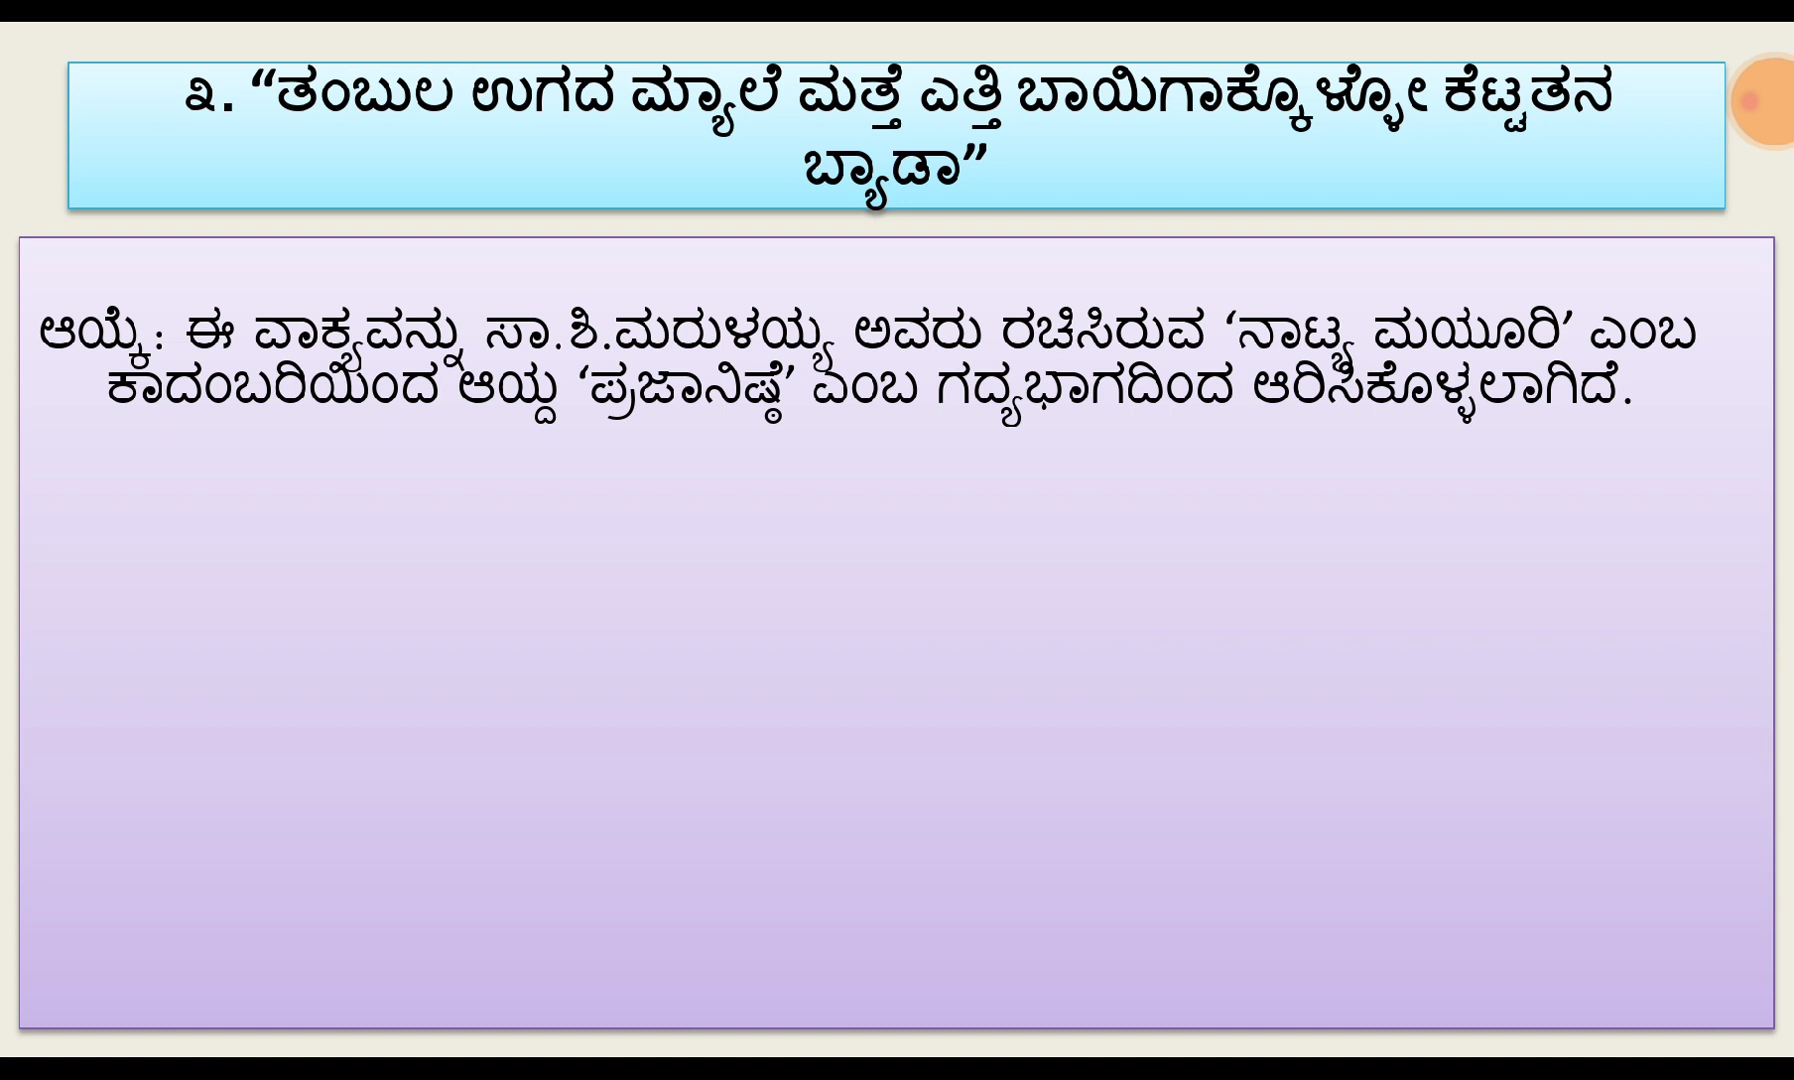 ೩. “ತಂಬುಲ ಉಗದ ಮ್ಯಾಲೆ ಮತ್ತೆ ಎತ್ತಿ ಬಾಯಿಗಾಕ್ಕೊಳ್ಳೋ ಕೆಟ್ಟತನ
ಬ್ಯಾಡಾ”
ಆಯ್ಕೆ: ಈ ವಾಕ್ಯವನ್ನು ಸಾ.ಶಿ.ಮರುಳಯ್ಯ ಅವರು ರಚಿಸಿರುವ ‘ನಾಟ್ಯ ಮಯೂರಿ’ ಎಂಬ
ಕಾದಂಬರಿಯಿಂದ ಆಯ್ದ ‘ಪ್ರಜಾನಿಷ್ಠೆ’ ಎಂಬ ಗದ್ಯಭಾಗದಿಂದ ಆರಿಸಿಕೊಳ್ಳಲಾಗಿದೆ.